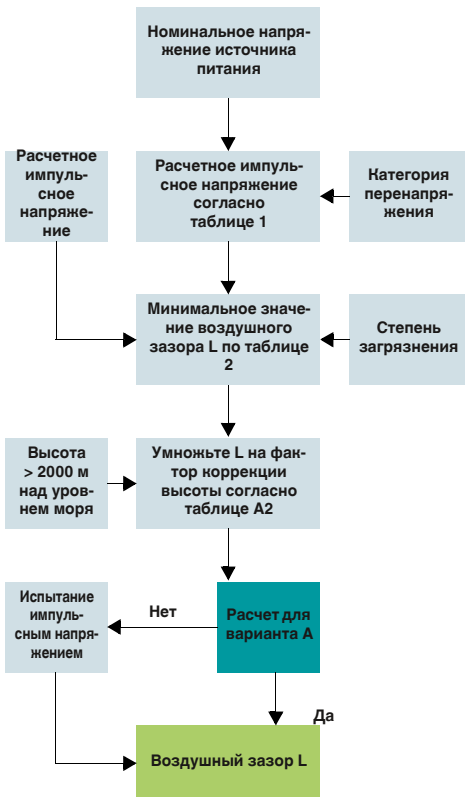 Номинальное напря-
жение источника
питания
Расчетное
импуль-
сное
напряже-
ние
Расчетное импуль-
сное напряжение
согласно
таблице 1
Категория
перенапря-
жения
Минимальное значе-
ние воздушного
зазора L по таблице
2
Степень
загрязнения
Высота
> 2000 м
над уров-
нем моря
Умножьте L на фак-
тор коррекции
высоты согласно
таблице A2
Испытание
импуль-
сным напря-
жением
Нет
Расчет для
варианта A
Да
Воздушный зазор L